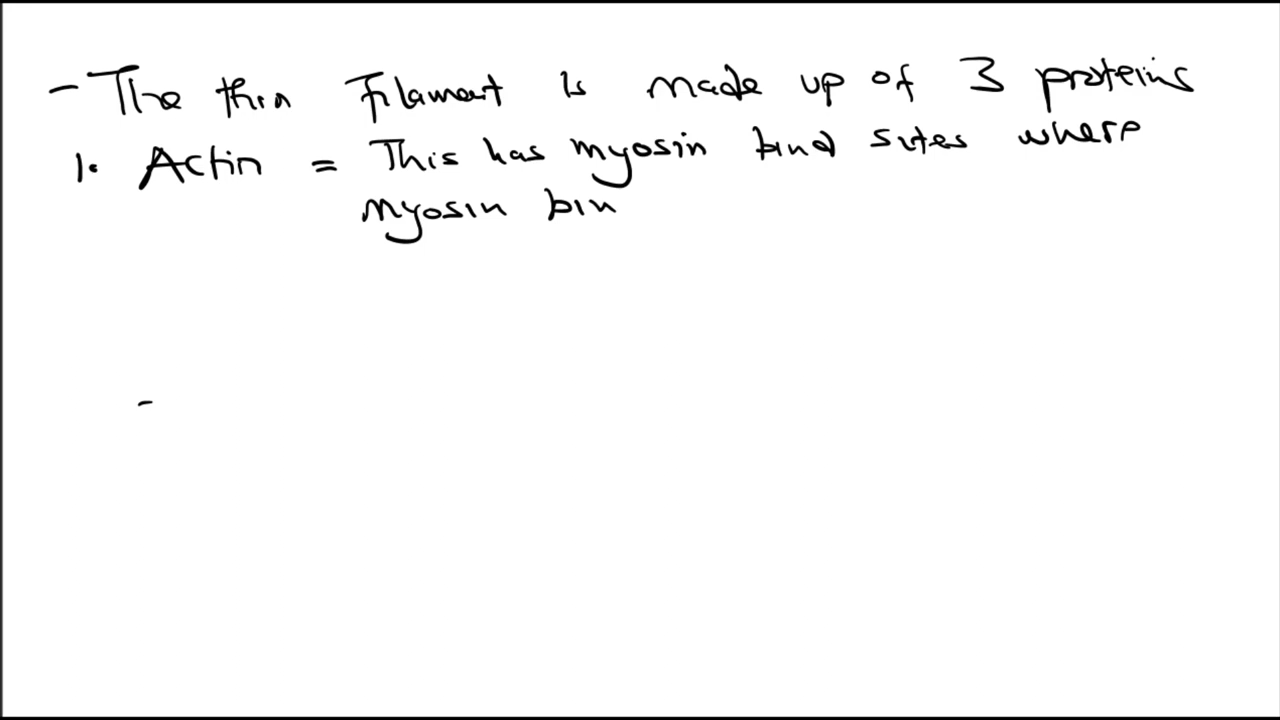 - The thin Filament is made up of 3 proteins
1. Actin = This has myosin bind sites where
myosin bin
-